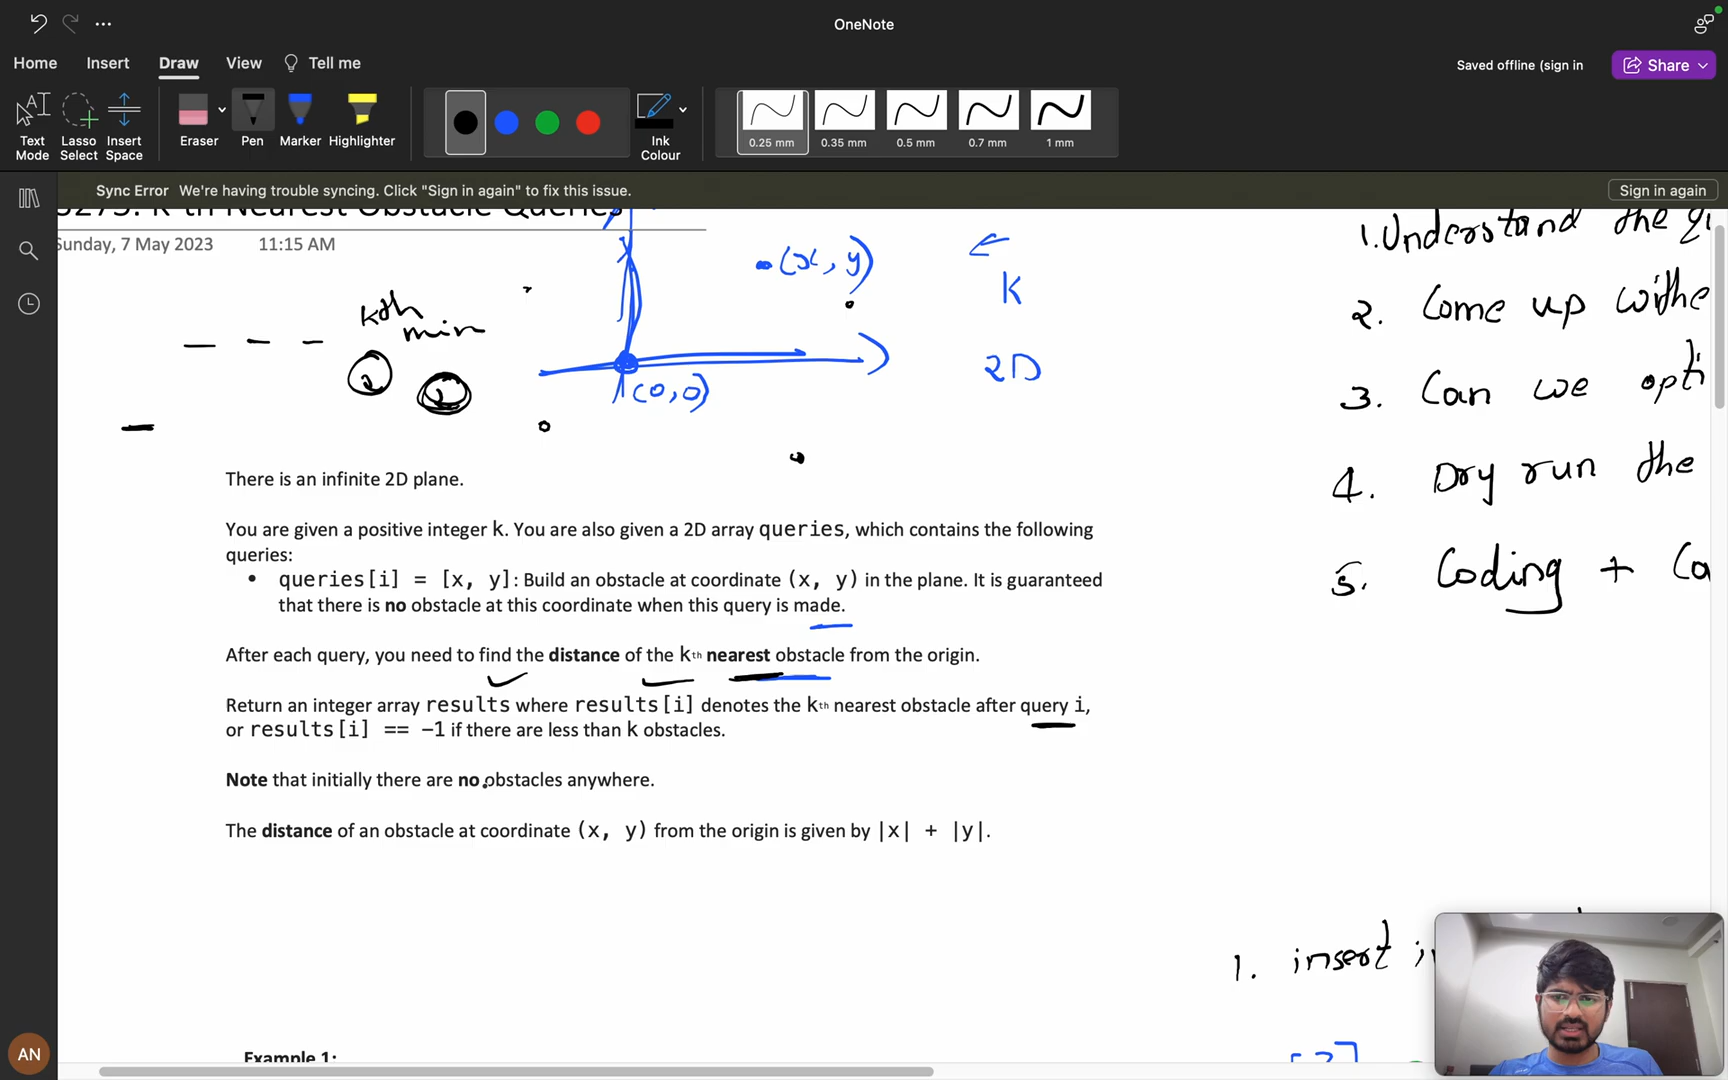 OneNote
Home Insert Draw View Tell me
Saved offline (sign in
Share
Text Mode
Lasso Select
Insert Space
Eraser
Pen
Marker
Highlighter
Ink Colour
0.25 mm
0.35 mm
0.5 mm
0.7 mm
1 mm
Sync Error We're having trouble syncing. Click "Sign in again" to fix this issue.
Sign in again
3275. K-th Nearest Obstacle Queries
Sunday, 7 May 2023 11:15 AM
(x, y)
K
kth
min
2
(0,0)
2D
1. Understand the
2. Come up withe
3. Can we opti
4. Dry run the
5. Coding + Co
There is an infinite 2D plane.
You are given a positive integer k. You are also given a 2D array queries, which contains the following
queries:
• queries[i] = [x, y]: Build an obstacle at coordinate (x, y) in the plane. It is guaranteed
that there is no obstacle at this coordinate when this query is made.
After each query, you need to find the distance of the kth nearest obstacle from the origin.
Return an integer array results where results[i] denotes the kth nearest obstacle after query i,
or results[i] == -1 if there are less than k obstacles.
Note that initially there are no obstacles anywhere.
The distance of an obstacle at coordinate (x, y) from the origin is given by |x| + |y|.
1. insert
Example 1:
AN